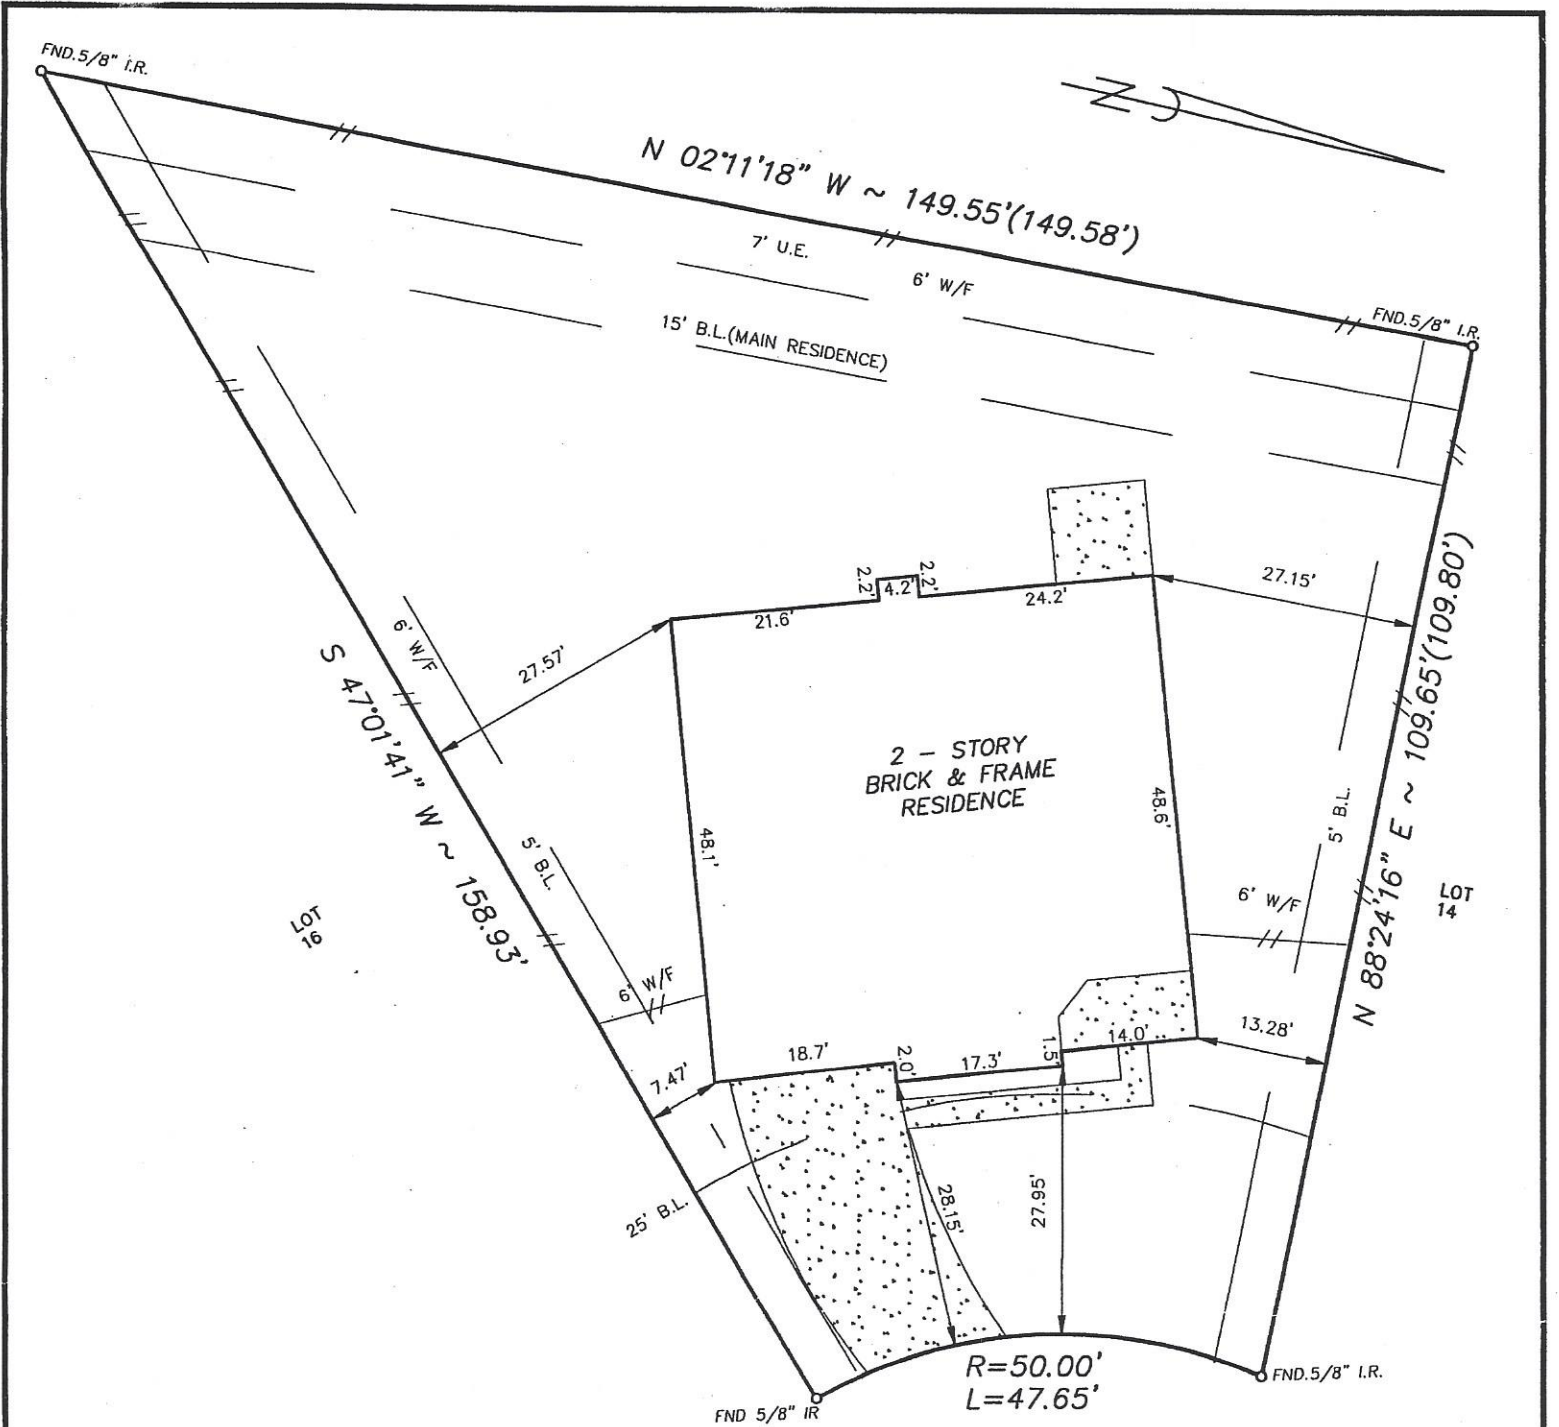 FND.5/8" I.R.
N
N 02°11'18" W ~ 149.55'(149.58')
7' U.E.
6' W/F
15' B.L.(MAIN RESIDENCE)
FND.5/8" I.R.
2.2'
4.2'
2.2'
21.6'
24.2'
27.15'
27.57'
6' W/F
S 47°01'41" W ~ 158.93'
N 88°24'16" E ~ 109.65'(109.80')
2 – STORY
BRICK & FRAME
RESIDENCE
48.1'
48.6'
5' B.L.
5' B.L.
6' W/F
LOT
14
LOT
16
6' W/F
18.7'
2.0'
17.3'
1.5'
14.0'
13.28'
7.47'
25' B.L.
28.15'
27.95'
R=50.00'
L=47.65'
FND.5/8" I.R.
FND 5/8" IR